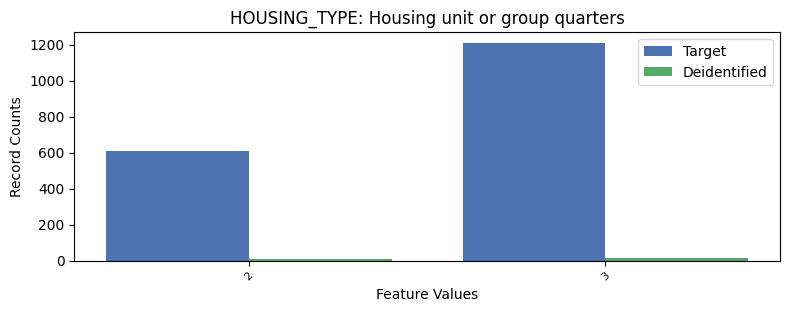 HOUSING_TYPE: Housing unit or group quarters
Target
Deidentified
Record Counts
1200
1000
800
600
400
200
0
2
3
Feature Values